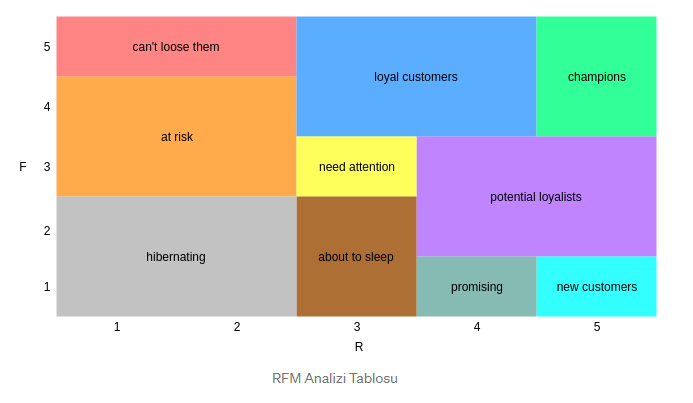 5
can't loose them
loyal customers
champions
4
at risk
F
3
need attention
potential loyalists
2
hibernating
about to sleep
1
promising
new customers
1
2
3
4
5
R
RFM Analizi Tablosu